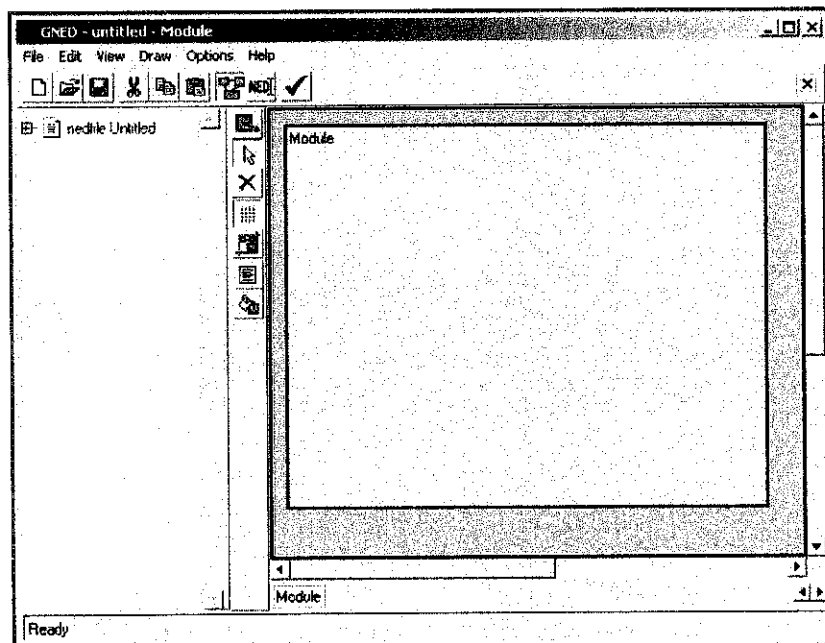 GNED - untitled - Module
File Edit View Draw Options Help
NED
nedfile Untitled
Module
Module
Ready